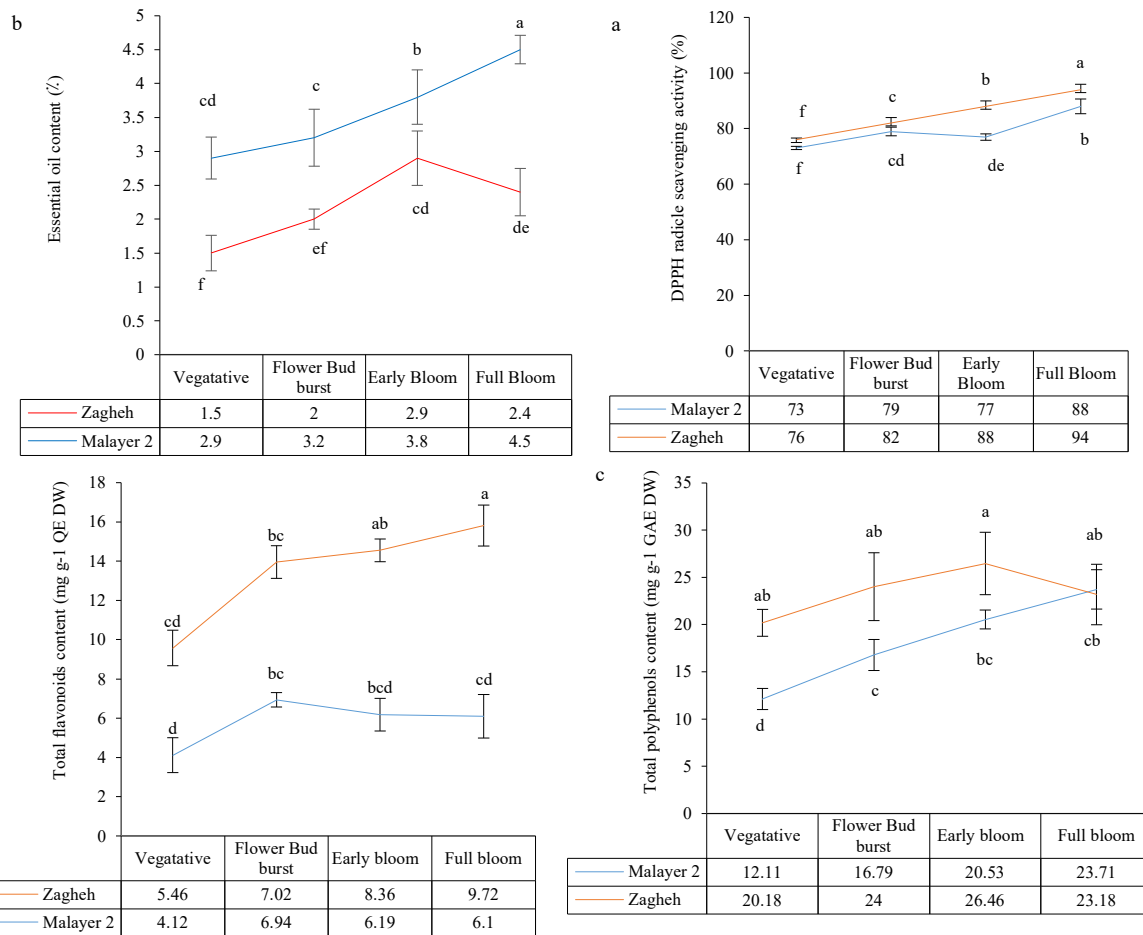 b
Essential oil content (٪)
5
4.5
4
3.5
3
2.5
2
1.5
1
0.5
0
cd
c
b
a
f
ef
cd
de
Vegatative
Flower Bud
burst
Early Bloom
Full Bloom
Zagheh 1.5 2 2.9 2.4
Malayer 2 2.9 3.2 3.8 4.5
a
DPPH radicle scavenging activity (%)
120
100
80
60
40
20
0
f
c
b
a
f
cd
de
b
Vegatative
Flower Bud
burst
Early
Bloom
Full Bloom
Malayer 2 73 79 77 88
Zagheh 76 82 88 94
Total flavonoids content (mg g-1 QE DW)
18
16
14
12
10
8
6
4
2
0
cd
bc
ab
a
d
bc
bcd
cd
Vegatative
Flower Bud
burst
Early bloom
Full bloom
Zagheh 5.46 7.02 8.36 9.72
Malayer 2 4.12 6.94 6.19 6.1
c
Total polyphenols content (mg g-1 GAE DW)
35
30
25
20
15
10
5
0
ab
ab
a
ab
d
c
bc
cb
Vegatative
Flower Bud
burst
Early bloom
Full bloom
Malayer 2 12.11 16.79 20.53 23.71
Zagheh 20.18 24 26.46 23.18